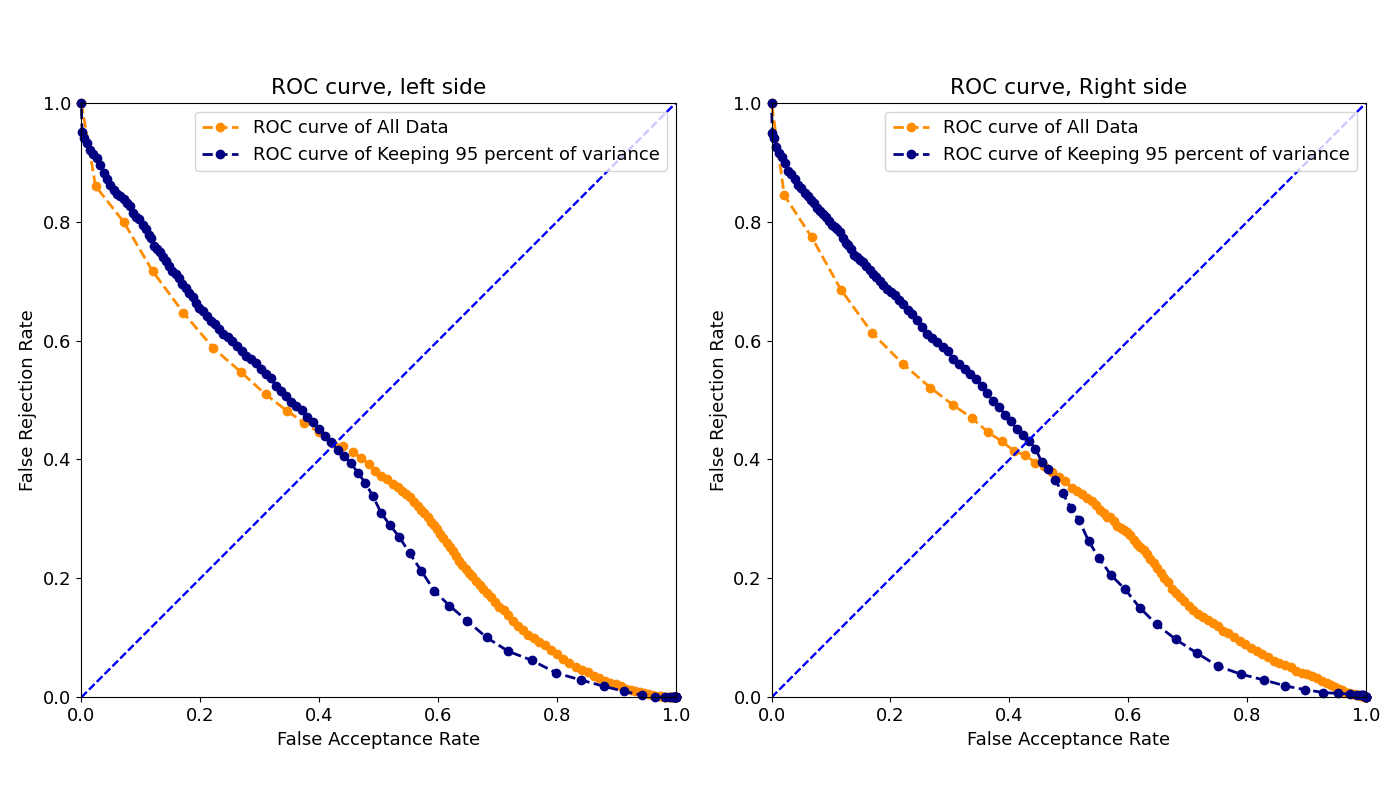 ROC curve, left side
ROC curve of All Data
ROC curve of Keeping 95 percent of variance
1.0
0.8
0.6
0.4
0.2
0.0
False Rejection Rate
0.0 0.2 0.4 0.6 0.8 1.0
False Acceptance Rate
ROC curve, Right side
ROC curve of All Data
ROC curve of Keeping 95 percent of variance
1.0
0.8
0.6
0.4
0.2
0.0
False Rejection Rate
0.0 0.2 0.4 0.6 0.8 1.0
False Acceptance Rate